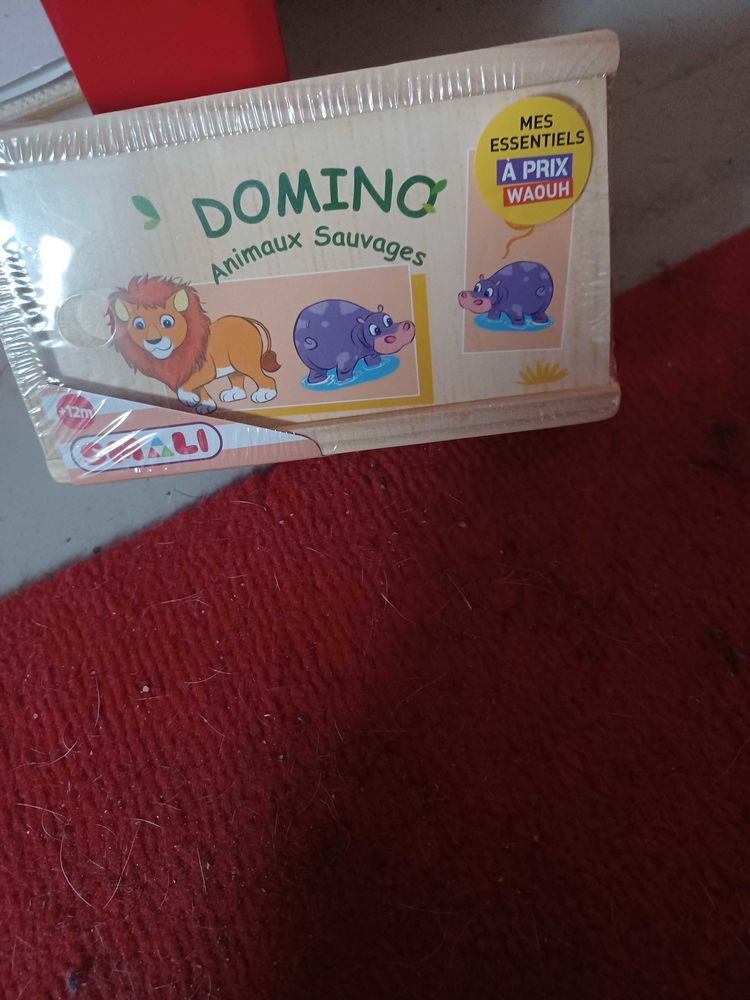 MES
ESSENTIELS
À PRIX
WAOUH
DOMINO
Animaux Sauvages
+12m